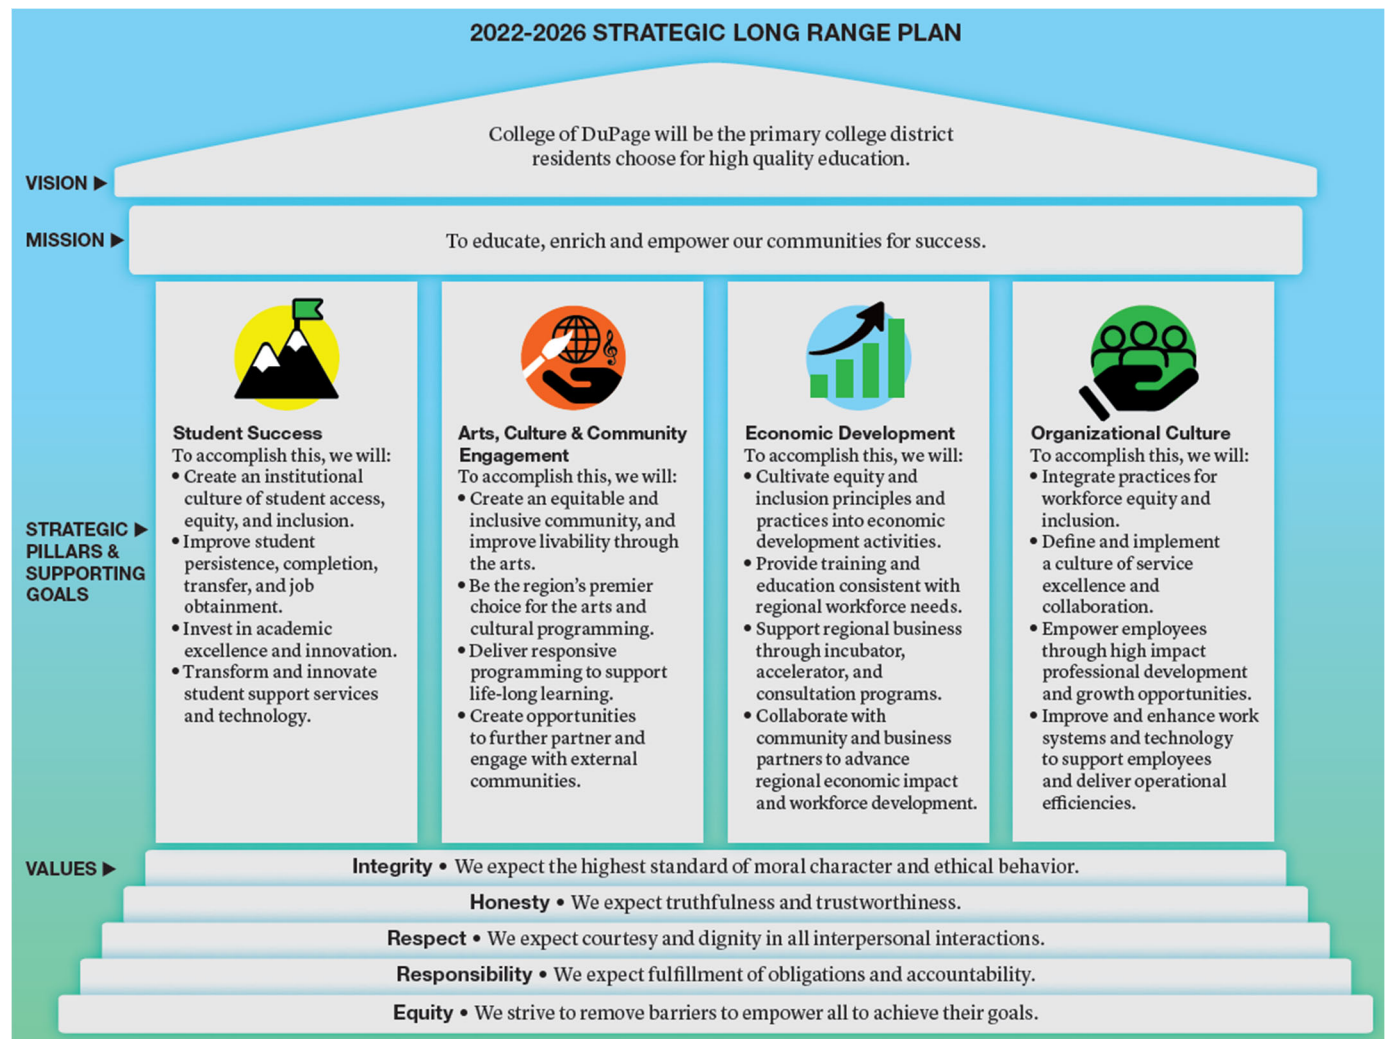 2022-2026 STRATEGIC LONG RANGE PLAN
College of DuPage will be the primary college district
residents choose for high quality education.
VISION ▶
MISSION ▶
To educate, enrich and empower our communities for success.
STRATEGIC ▶
PILLARS &
SUPPORTING
GOALS
Student Success
To accomplish this, we will:
• Create an institutional
culture of student access,
equity, and inclusion.
• Improve student
persistence, completion,
transfer, and job
obtainment.
• Invest in academic
excellence and innovation.
• Transform and innovate
student support services
and technology.
Arts, Culture & Community
Engagement
To accomplish this, we will:
• Create an equitable and
inclusive community, and
improve livability through
the arts.
• Be the region’s premier
choice for the arts and
cultural programming.
• Deliver responsive
programming to support
life-long learning.
• Create opportunities
to further partner and
engage with external
communities.
Economic Development
To accomplish this, we will:
• Cultivate equity and
inclusion principles and
practices into economic
development activities.
• Provide training and
education consistent with
regional workforce needs.
• Support regional business
through incubator,
accelerator, and
consultation programs.
• Collaborate with
community and business
partners to advance
regional economic impact
and workforce development.
Organizational Culture
To accomplish this, we will:
• Integrate practices for
workforce equity and
inclusion.
• Define and implement
a culture of service
excellence and
collaboration.
• Empower employees
through high impact
professional development
and growth opportunities.
• Improve and enhance work
systems and technology
to support employees
and deliver operational
efficiencies.
VALUES ▶
Integrity • We expect the highest standard of moral character and ethical behavior.
Honesty • We expect truthfulness and trustworthiness.
Respect • We expect courtesy and dignity in all interpersonal interactions.
Responsibility • We expect fulfillment of obligations and accountability.
Equity • We strive to remove barriers to empower all to achieve their goals.